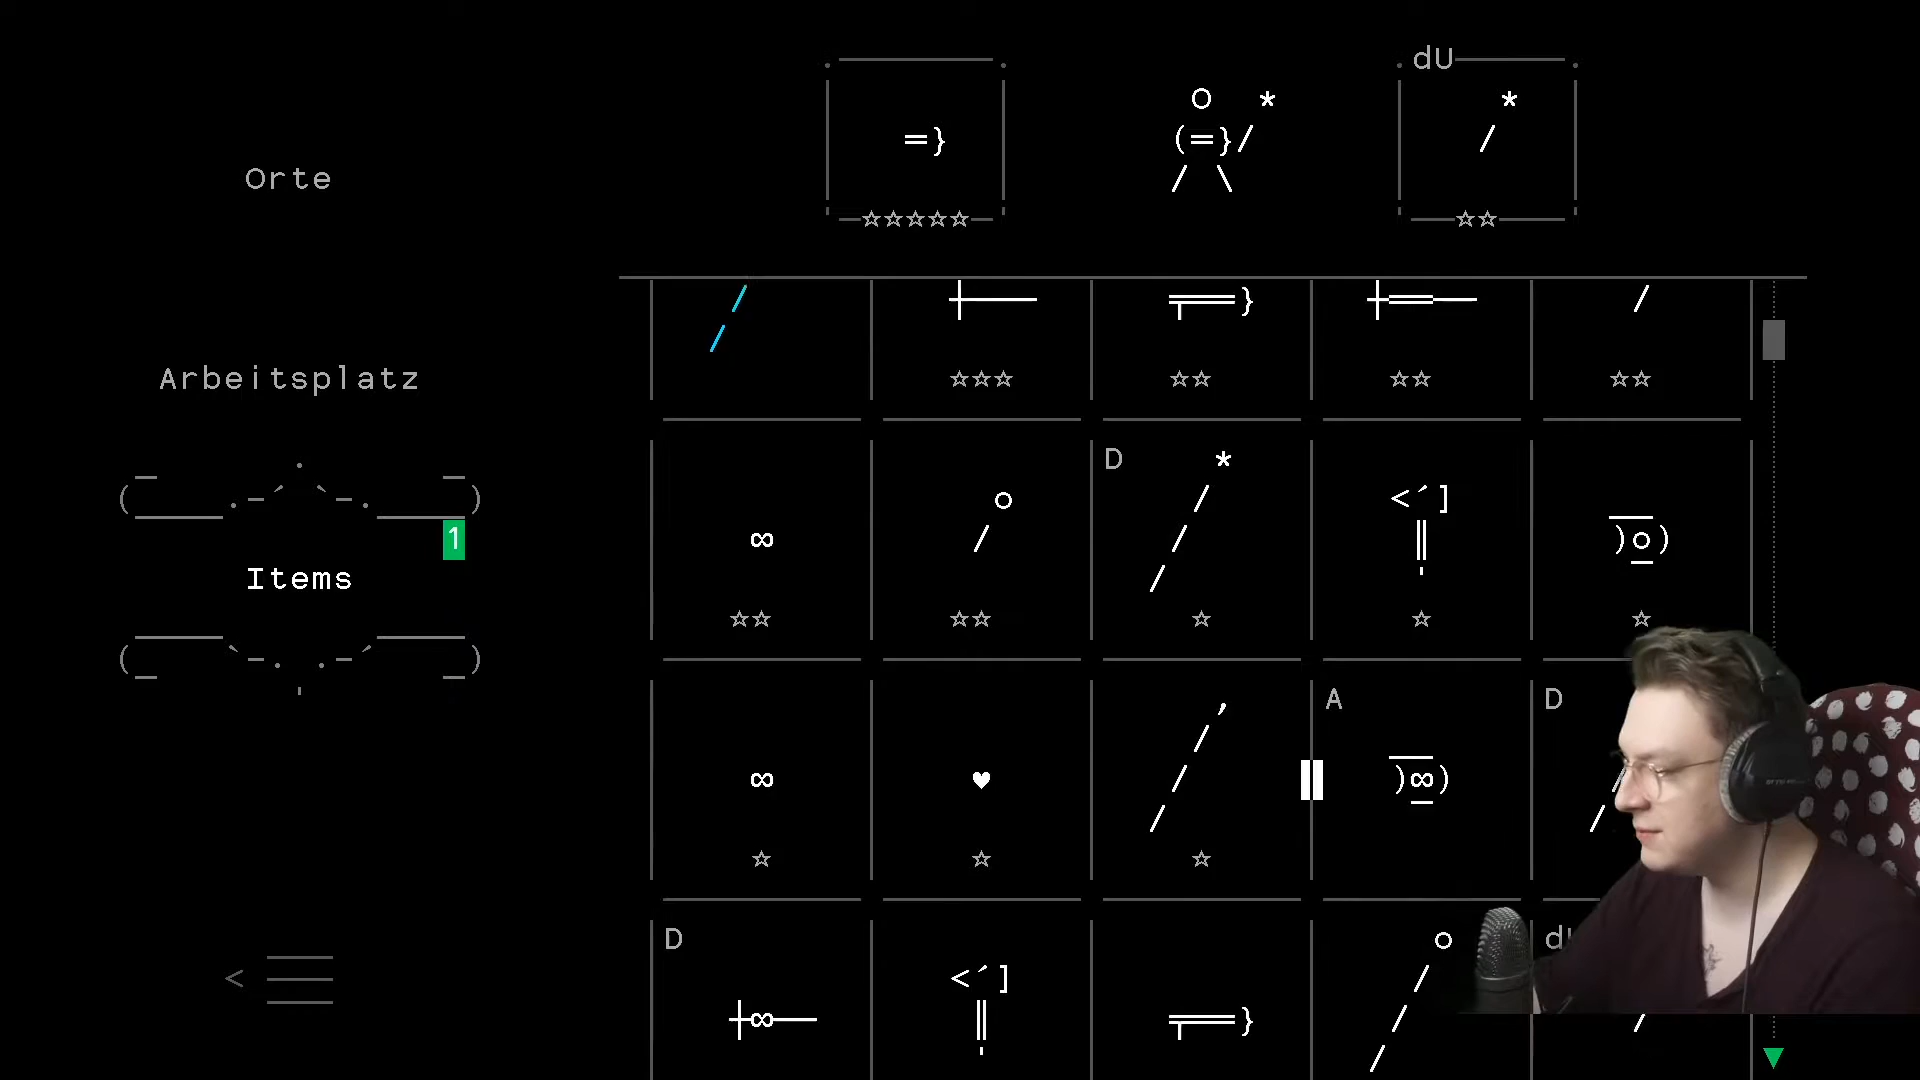 dU
Orte
Arbeitsplatz
D
1
Items
A
D
D